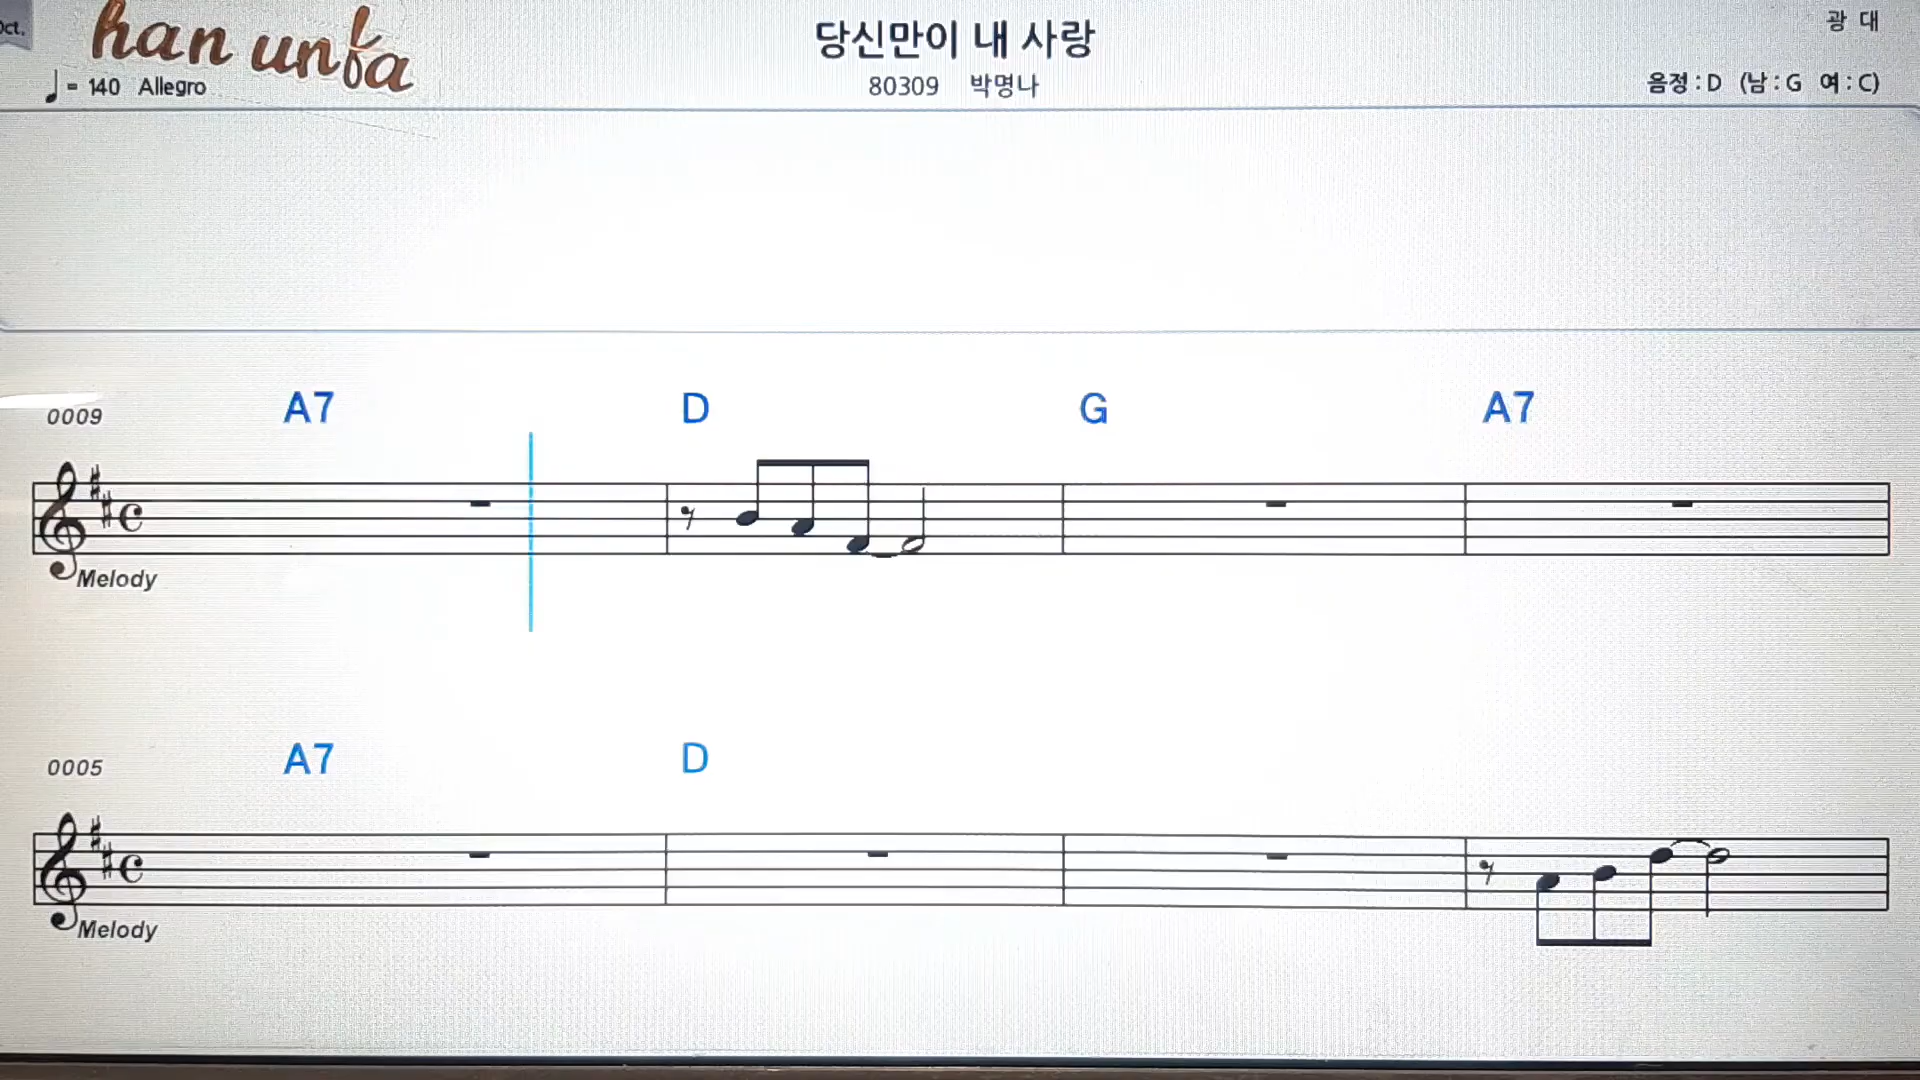 Oct.
han unfa
당신만이 내 사랑
광 대
= 140 Allegro
80309 박명나
음정 : D (남 : G 여 : C)
0009 A7 D G A7
Melody
0005 A7 D
Melody